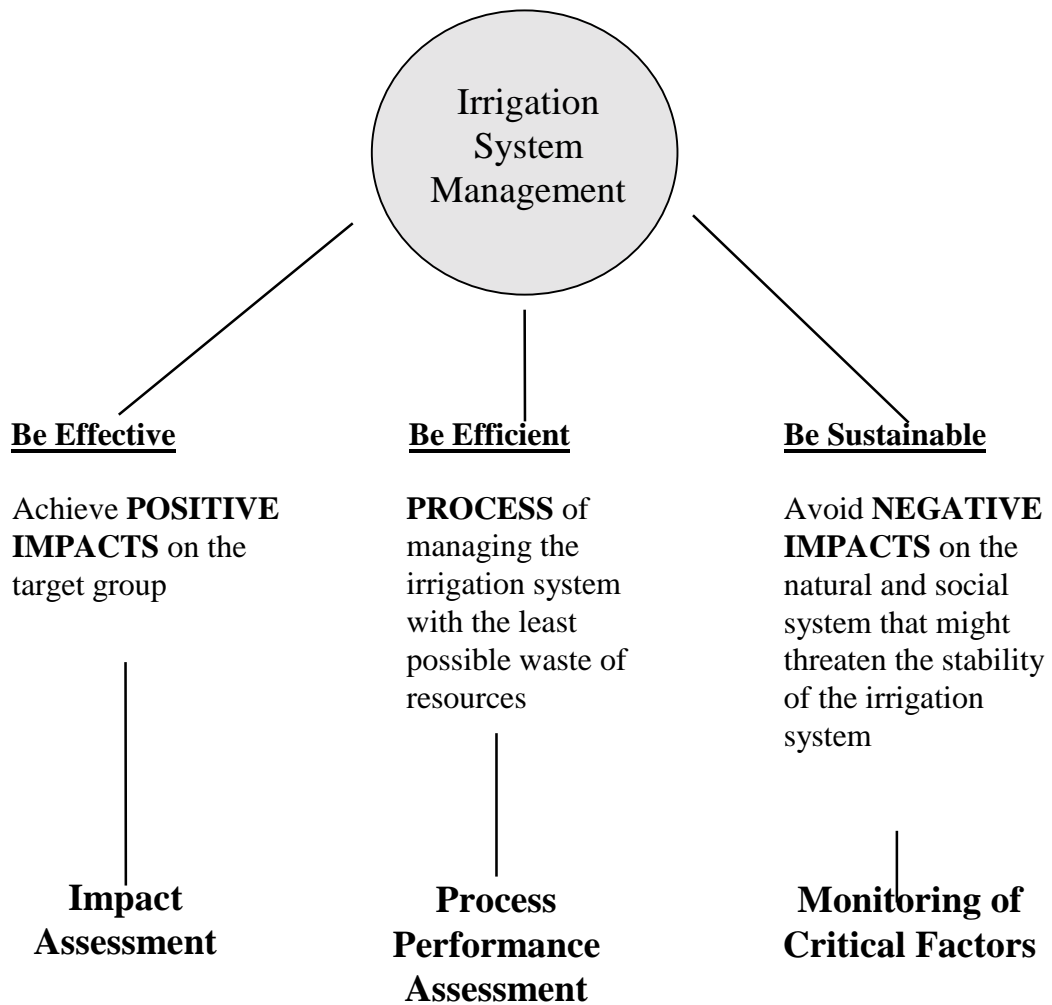 Irrigation
System
Management
Be Effective
Achieve POSITIVE
IMPACTS on the
target group
Impact
Assessment
Be Efficient
PROCESS of
managing the
irrigation system
with the least
possible waste of
resources
Process
Performance
Assessment
Be Sustainable
Avoid NEGATIVE
IMPACTS on the
natural and social
system that might
threaten the stability
of the irrigation
system
Monitoring of
Critical Factors